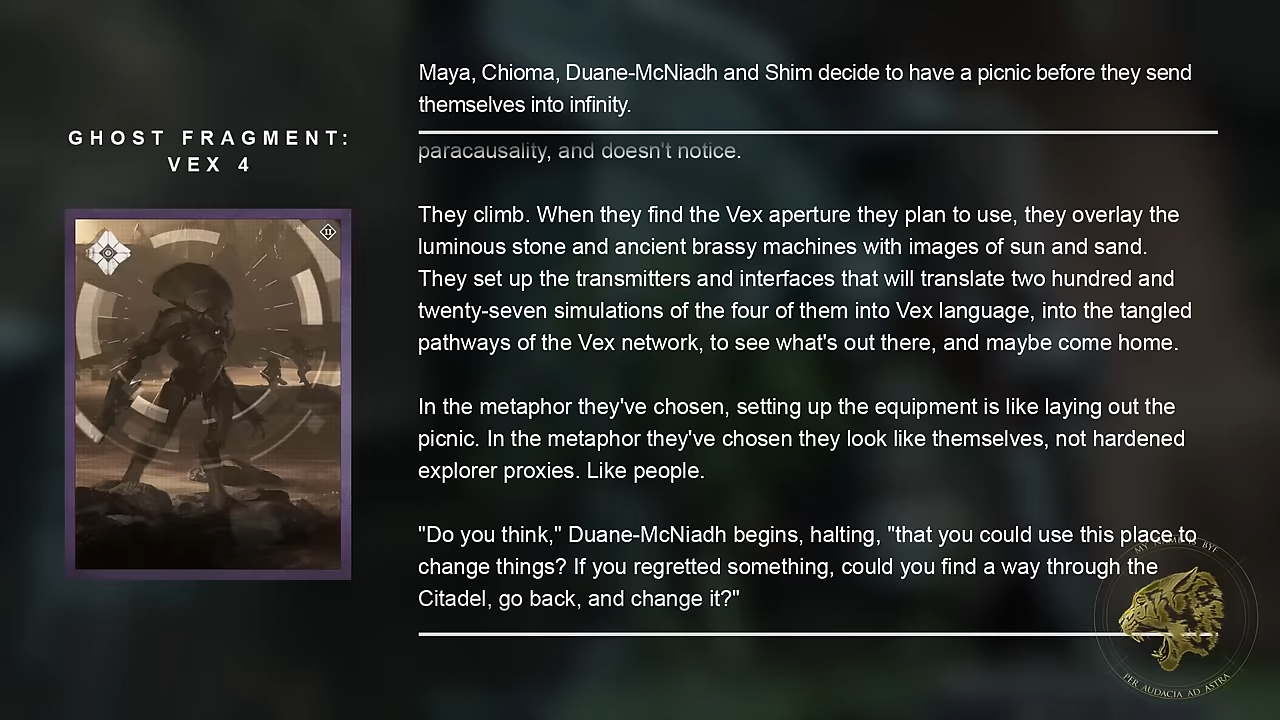 GHOST FRAGMENT:
VEX 4
11
Maya, Chioma, Duane-McNiadh and Shim decide to have a picnic before they send
themselves into infinity.
paracausality, and doesn't notice.
They climb. When they find the Vex aperture they plan to use, they overlay the
luminous stone and ancient brassy machines with images of sun and sand.
They set up the transmitters and interfaces that will translate two hundred and
twenty-seven simulations of the four of them into Vex language, into the tangled
pathways of the Vex network, to see what's out there, and maybe come home.
In the metaphor they've chosen, setting up the equipment is like laying out the
picnic. In the metaphor they've chosen they look like themselves, not hardened
explorer proxies. Like people.
"Do you think," Duane-McNiadh begins, halting, "that you could use this place to
change things? If you regretted something, could you find a way through the
Citadel, go back, and change it?"
MY NAME IS BYF
PER AUDACIA AD ASTRA